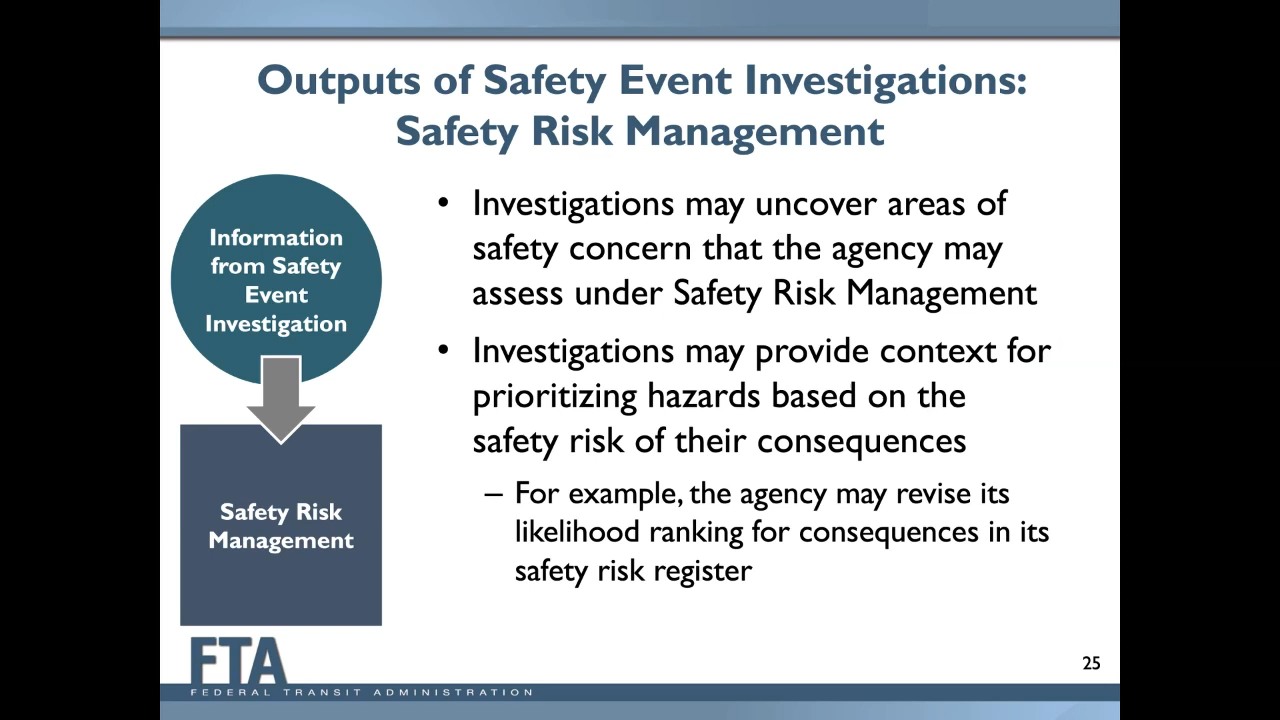 Outputs of Safety Event Investigations:
Safety Risk Management
Information
from Safety
Event
Investigation
Safety Risk
Management
• Investigations may uncover areas of
safety concern that the agency may
assess under Safety Risk Management
• Investigations may provide context for
prioritizing hazards based on the
safety risk of their consequences
– For example, the agency may revise its
likelihood ranking for consequences in its
safety risk register
FTA
FEDERAL TRANSIT ADMINISTRATION
25